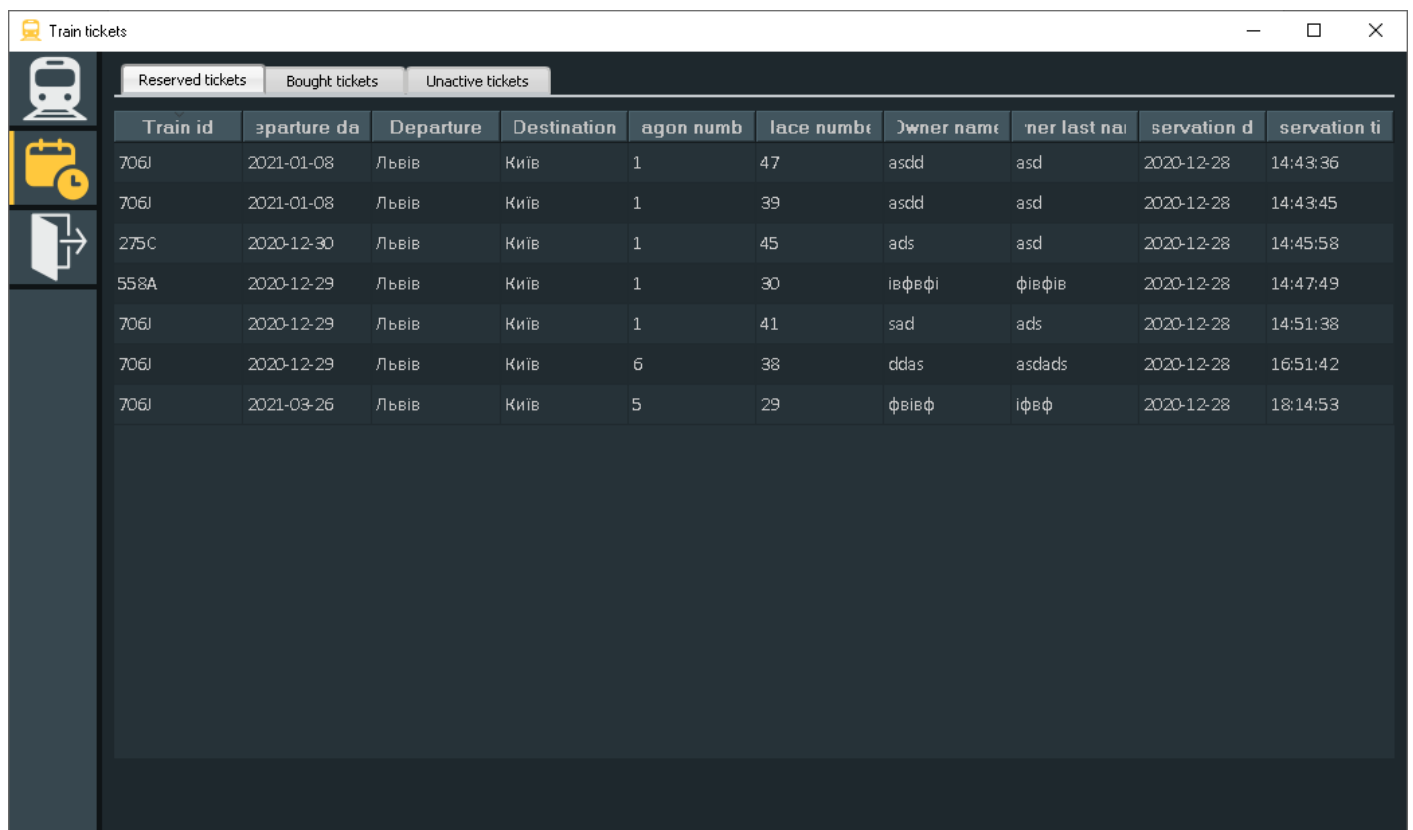 Train tickets
Reserved tickets Bought tickets Unactive tickets
Train id eparture da Departure Destination agon numb lace numbe Owner name ner last nar servation d servation ti
706J 2021-01-08 Львів Київ 1 47 asdd asd 2020-12-28 14:43:36
706J 2021-01-08 Львів Київ 1 39 asdd asd 2020-12-28 14:43:45
275C 2020-12-30 Львів Київ 1 45 ads asd 2020-12-28 14:45:58
558A 2020-12-29 Львів Київ 1 30 івфвфі фівфів 2020-12-28 14:47:49
706J 2020-12-29 Львів Київ 1 41 sad ads 2020-12-28 14:51:38
706J 2020-12-29 Львів Київ 6 38 ddas asdads 2020-12-28 16:51:42
706J 2021-03-26 Львів Київ 5 29 фвівф іфвф 2020-12-28 18:14:53